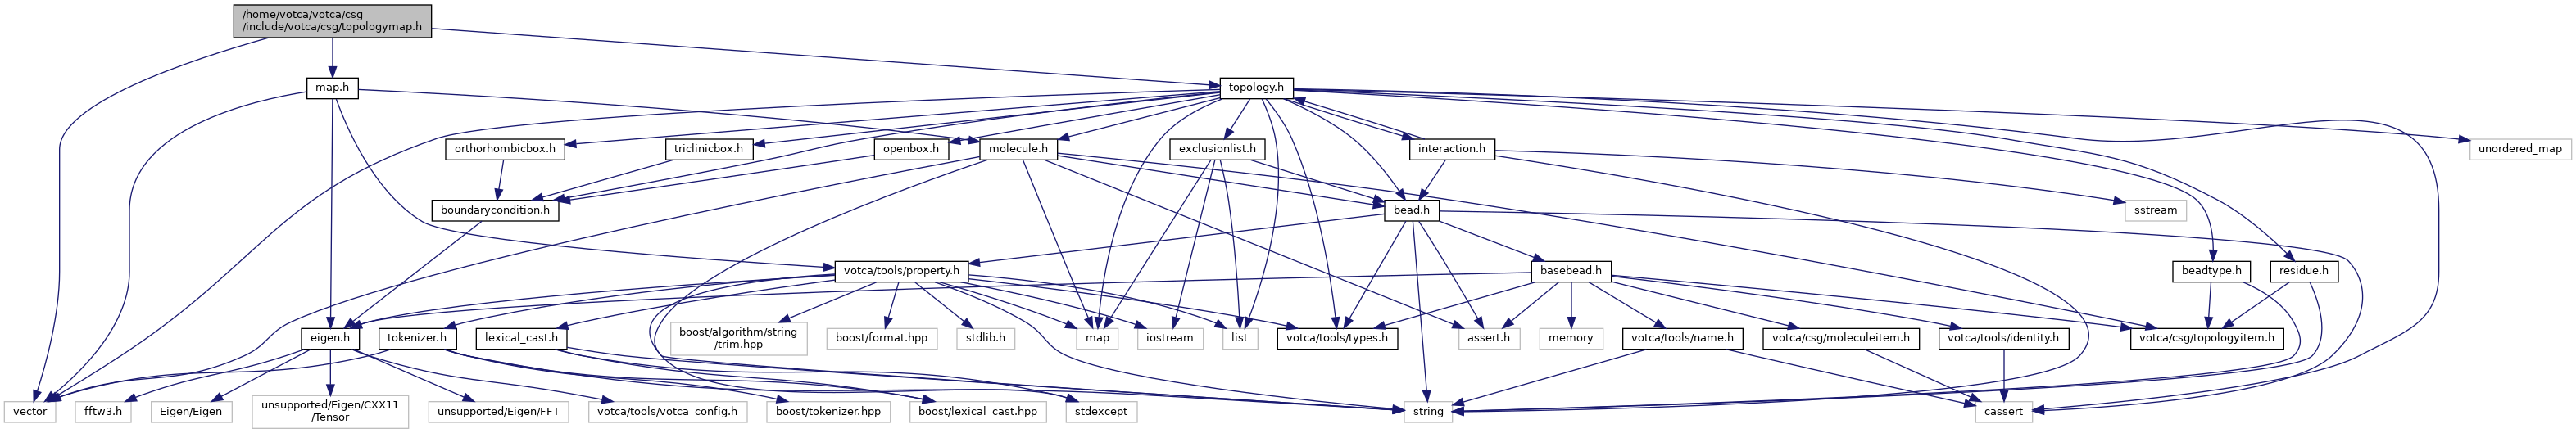 /home/votca/votca/csg
/include/votca/csg/topologymap.h
map.h
topology.h
orthorhombicbox.h
triclinicbox.h
openbox.h
molecule.h
exclusionlist.h
interaction.h
unordered_map
boundarycondition.h
bead.h
sstream
votca/tools/property.h
basebead.h
beadtype.h
residue.h
eigen.h
tokenizer.h
lexical_cast.h
boost/algorithm/string
/trim.hpp
boost/format.hpp
stdlib.h
map
iostream
list
votca/tools/types.h
assert.h
memory
votca/tools/name.h
votca/csg/moleculeitem.h
votca/tools/identity.h
votca/csg/topologyitem.h
vector
fftw3.h
Eigen/Eigen
unsupported/Eigen/CXX11
/Tensor
unsupported/Eigen/FFT
votca/tools/votca_config.h
boost/tokenizer.hpp
boost/lexical_cast.hpp
stdexcept
string
cassert